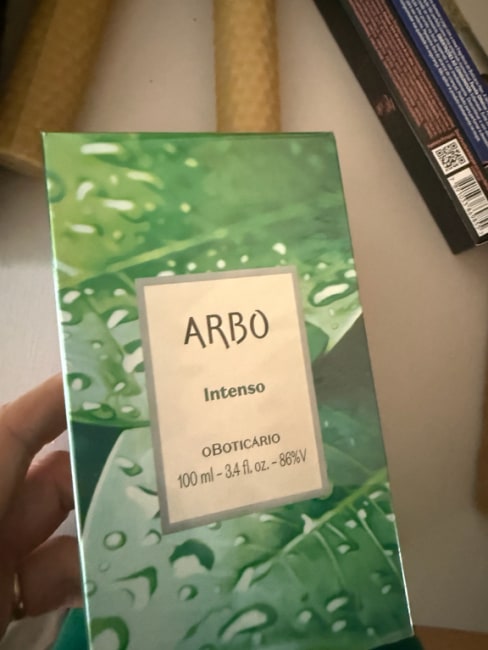 ARBO
Intenso
oBOTICÁRIO
100 ml - 3.4 fl. oz. - 86%V